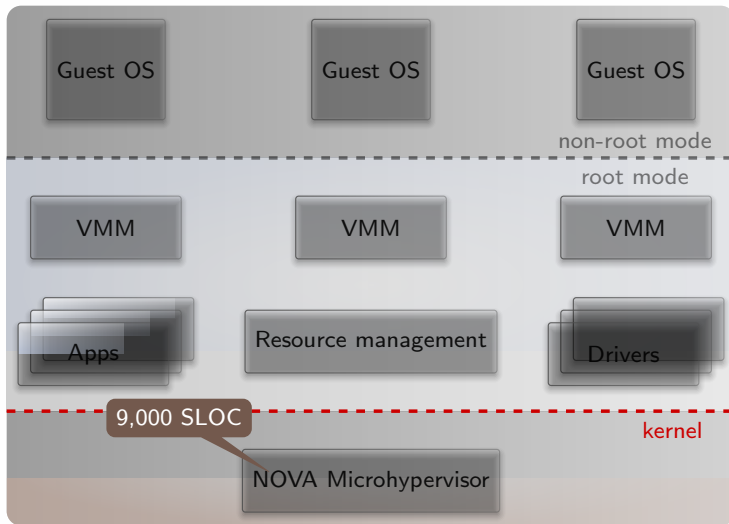 Guest OS
Guest OS
Guest OS
non-root mode
root mode
VMM
VMM
VMM
Apps
Resource management
Drivers
9,000 SLOC
kernel
NOVA Microhypervisor